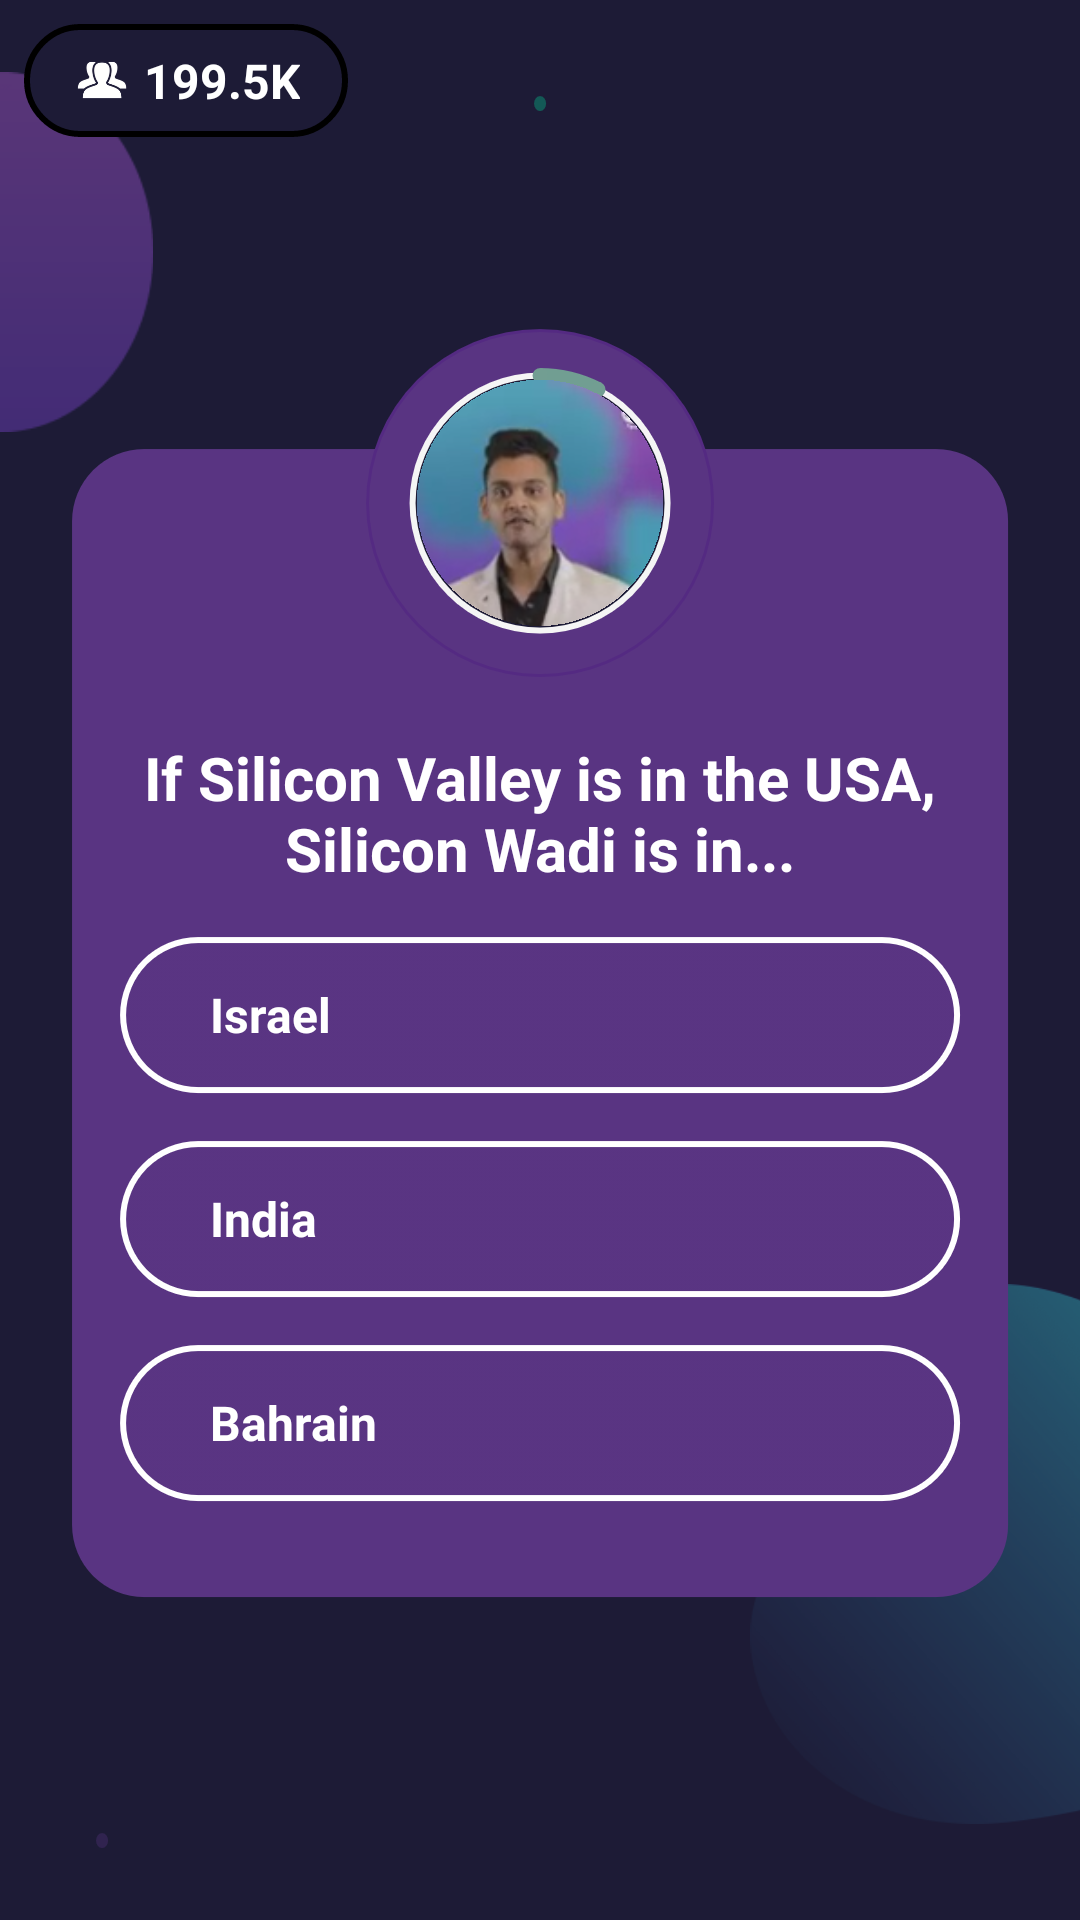 199.5K
If Silicon Valley is in the USA,
Silicon Wadi is in...
Israel
India
Bahrain